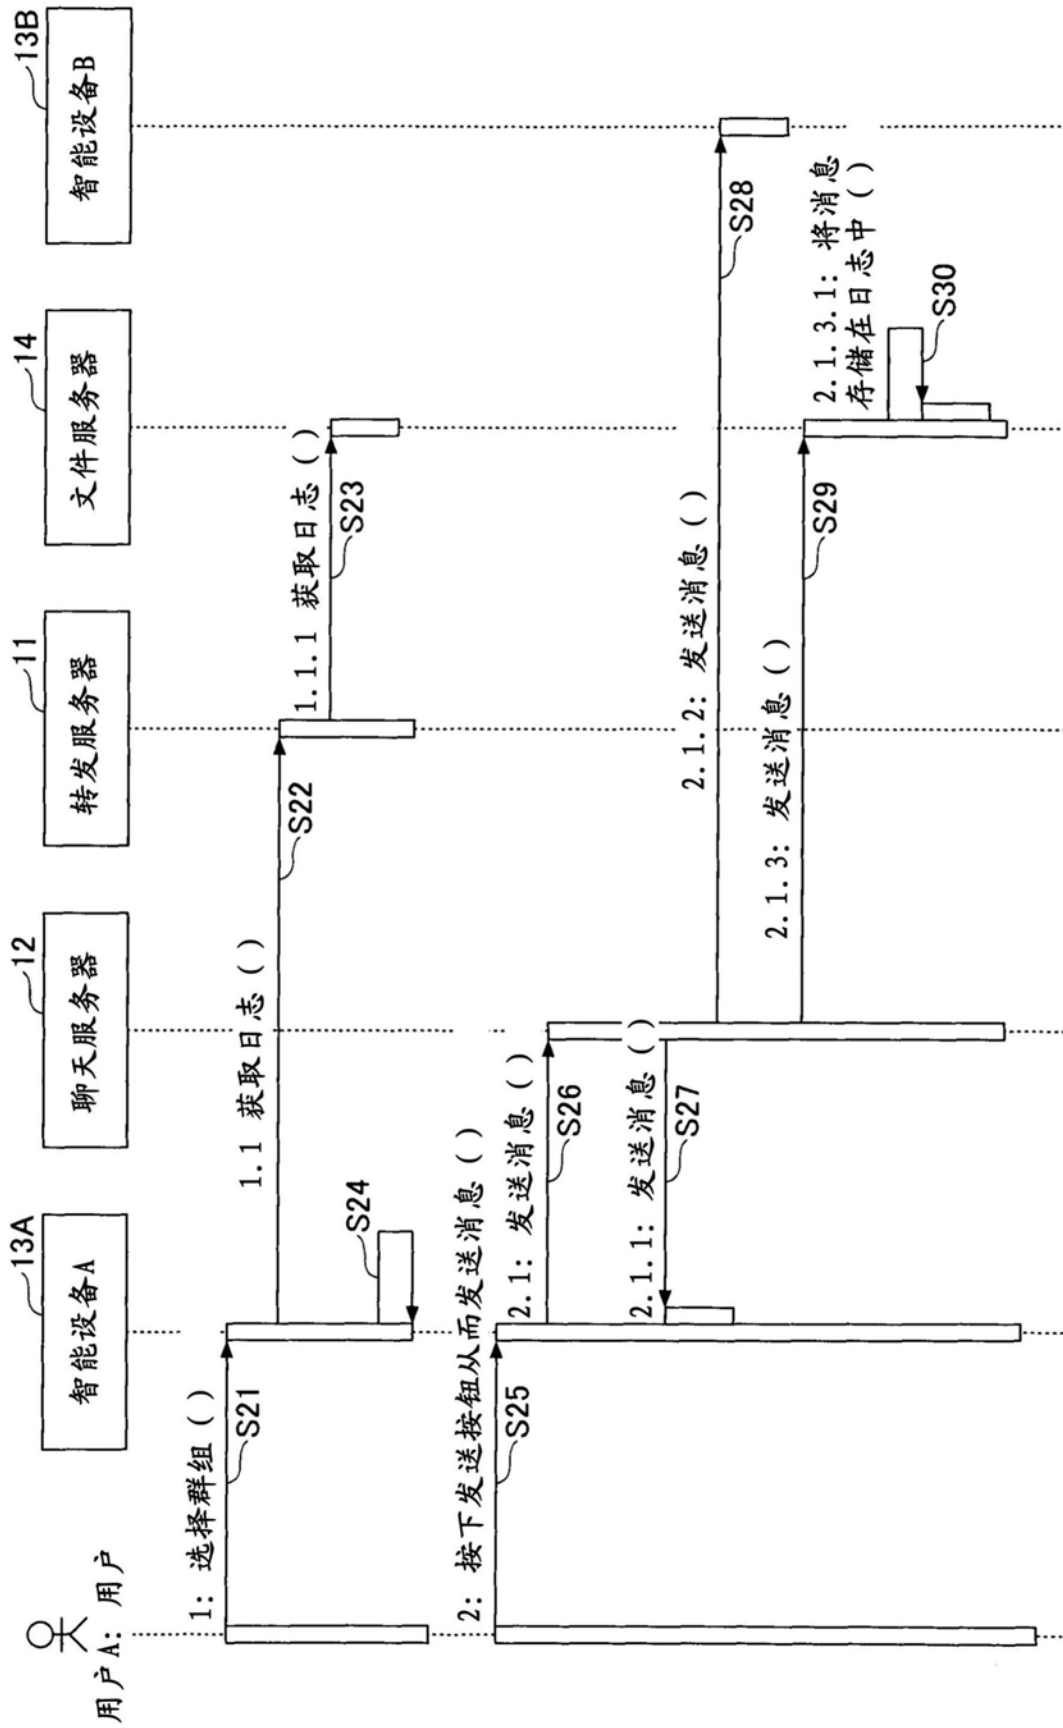 用户A: 用户
13A
智能设备A
12
聊天服务器
11
转发服务器
14
文件服务器
13B
智能设备B
1: 选择群组 ( )
S21
1.1 获取日志 ( )
S22
1.1.1 获取日志 ( )
S23
S24
2: 按下发送按钮从而发送消息 ( )
S25
2.1: 发送消息 ( )
S26
2.1.1: 发送消息 ( )
S27
2.1.2: 发送消息 ( )
S28
2.1.3: 发送消息 ( )
S29
2.1.3.1: 将消息
存储在日志中 ( )
S30